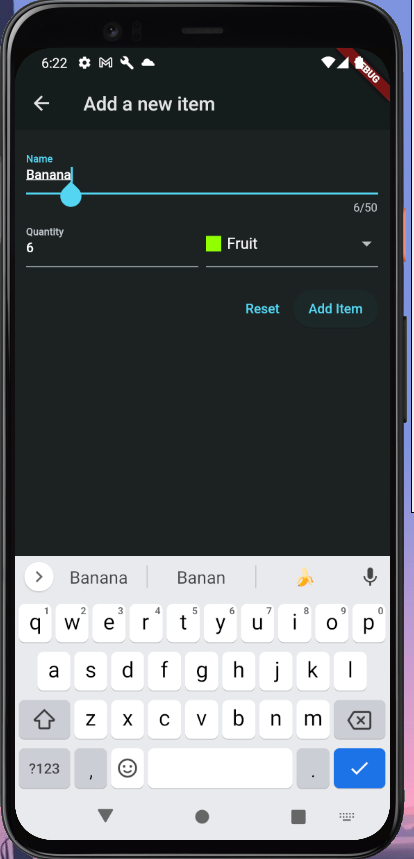 6:22
DEBUG
Add a new item
Name
Banana
6/50
Quantity
6
Fruit
Reset
Add Item
Banana
Banan
q1 w2 e3 r4 t5 y6 u7 i8 o9 p0
a s d f g h j k l
z x c v b n m
?123 , .